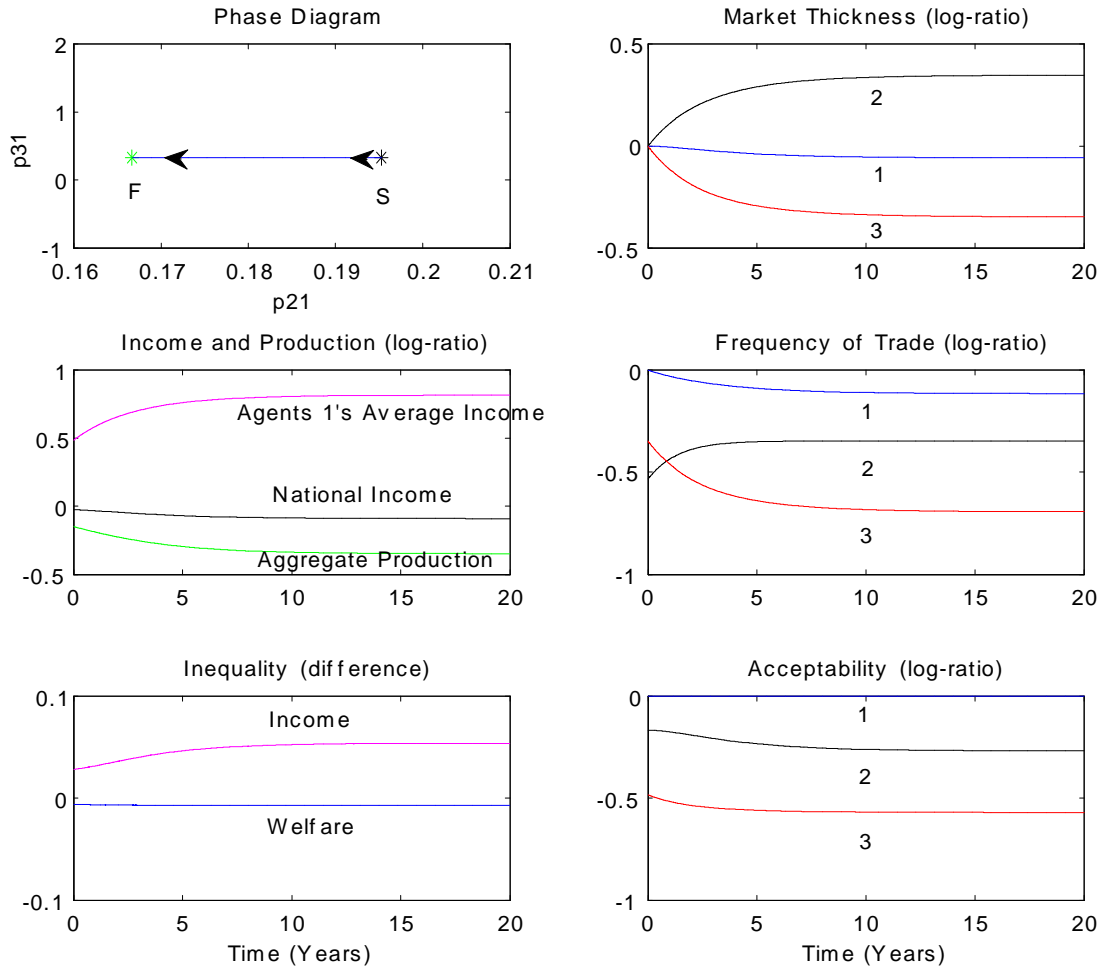 Phase Diagram
2
1
0
-1
p31
F
S
0.16 0.17 0.18 0.19 0.2 0.21
p21
Market Thickness (log-ratio)
0.5
0
-0.5
2
1
3
0 5 10 15 20
Income and Production (log-ratio)
1
0.5
0
-0.5
Agents 1's Average Income
National Income
Aggregate Production
0 5 10 15 20
Frequency of Trade (log-ratio)
0
-0.5
-1
1
2
3
0 5 10 15 20
Inequality (difference)
0.1
0
-0.1
Income
Welfare
0 5 10 15 20
Time (Years)
Acceptability (log-ratio)
0
-0.5
-1
1
2
3
0 5 10 15 20
Time (Years)